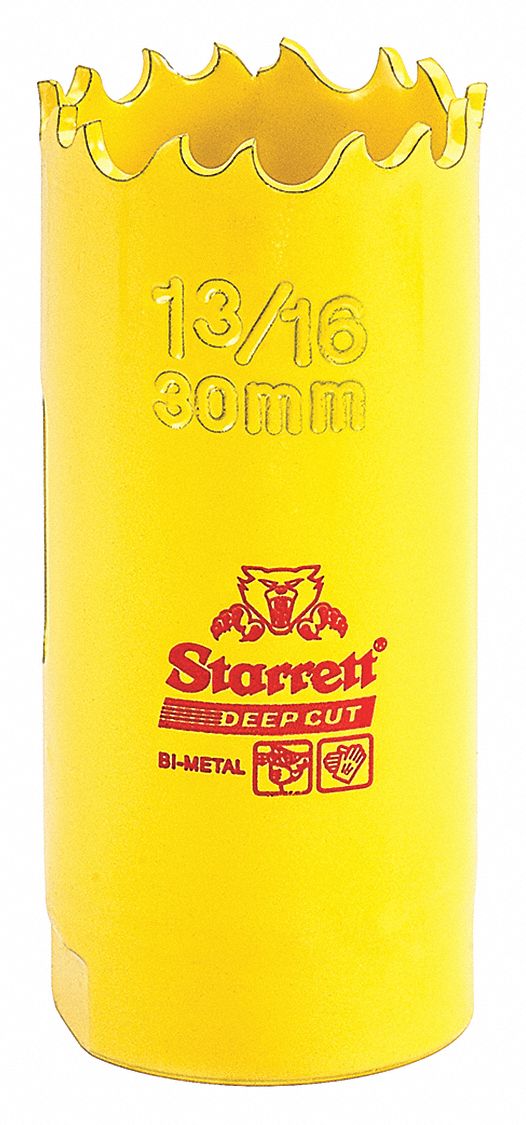 13/16
30mm
Starrett®
DEEP CUT
BI-METAL